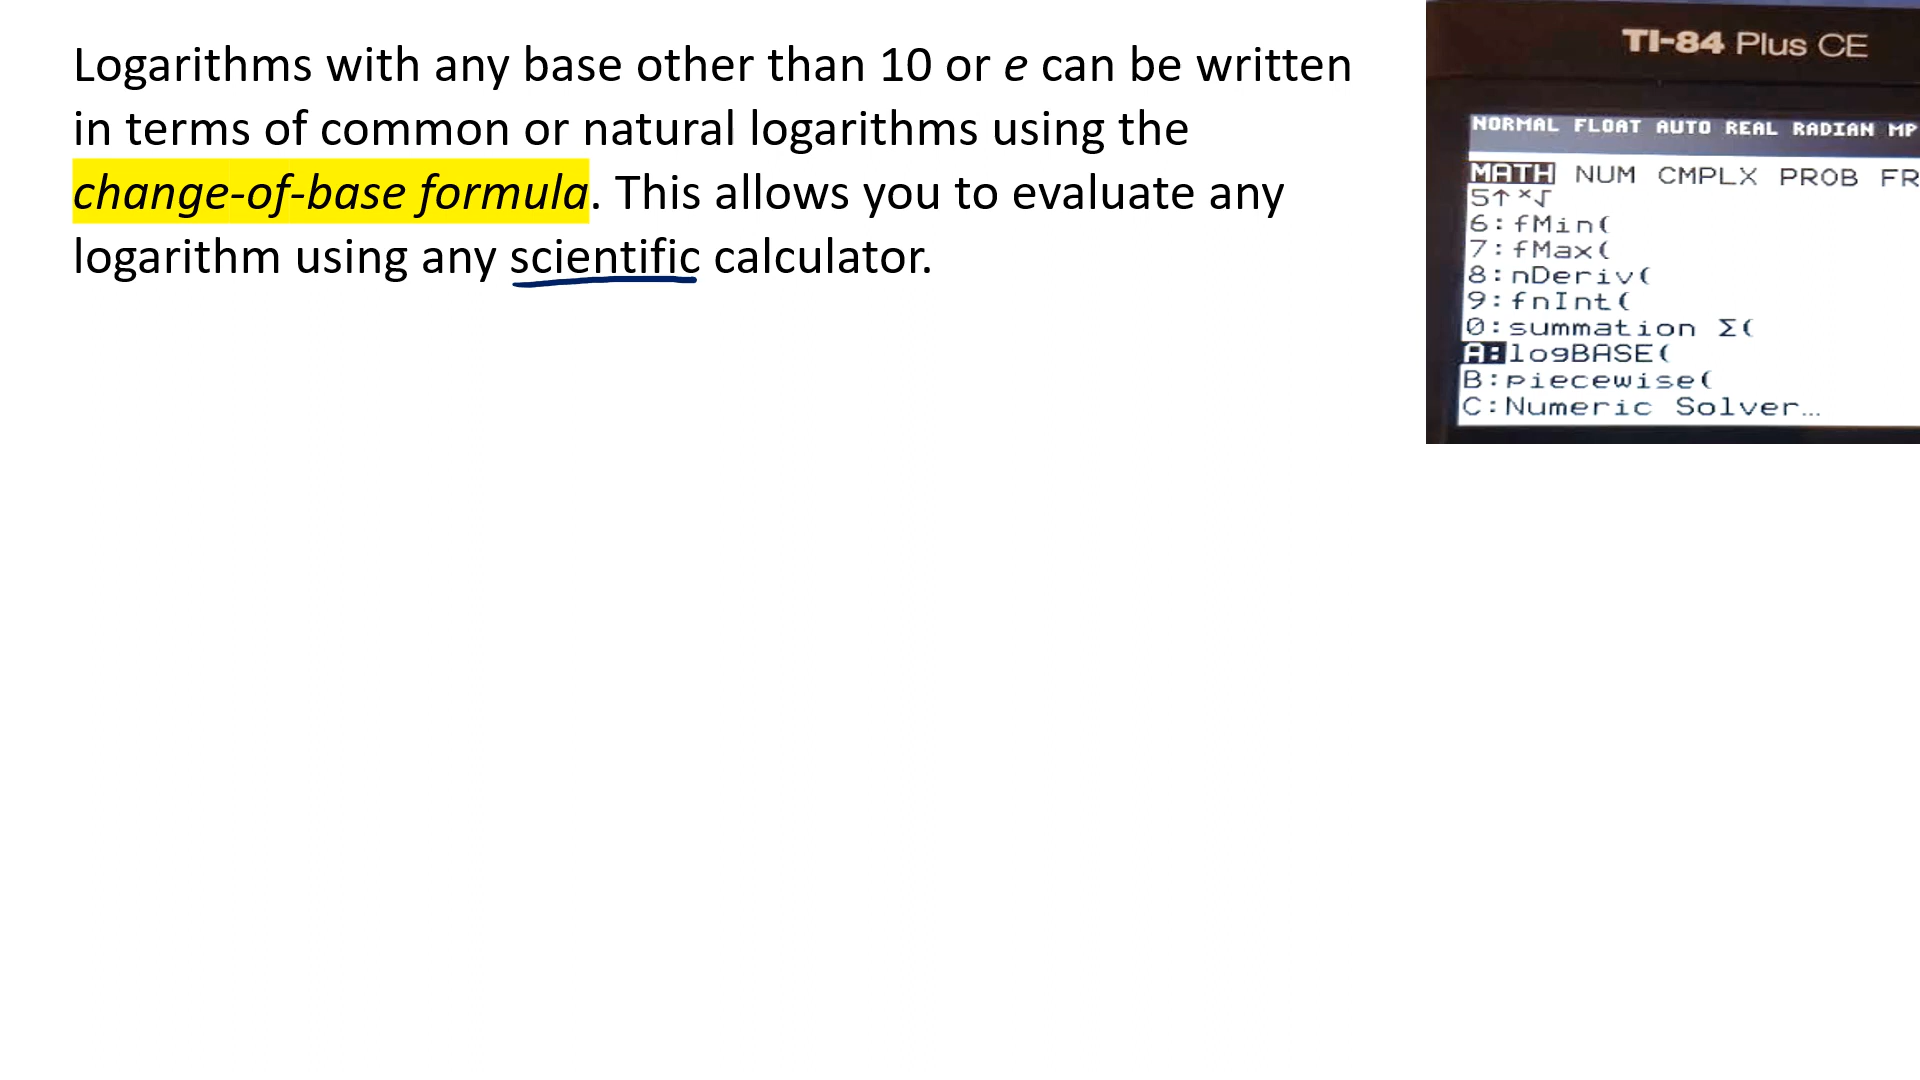 Logarithms with any base other than 10 or e can be written
in terms of common or natural logarithms using the
change-of-base formula. This allows you to evaluate any
logarithm using any scientific calculator.
TI-84 Plus CE
NORMAL FLOAT AUTO REAL RADIAN MP
MATH NUM CMPLX PROB FR
5↑ˣ√
6:fMin(
7:fMax(
8:nDeriv(
9:fnInt(
0:summation Σ(
A:logBASE(
B:piecewise(
C:Numeric Solver…